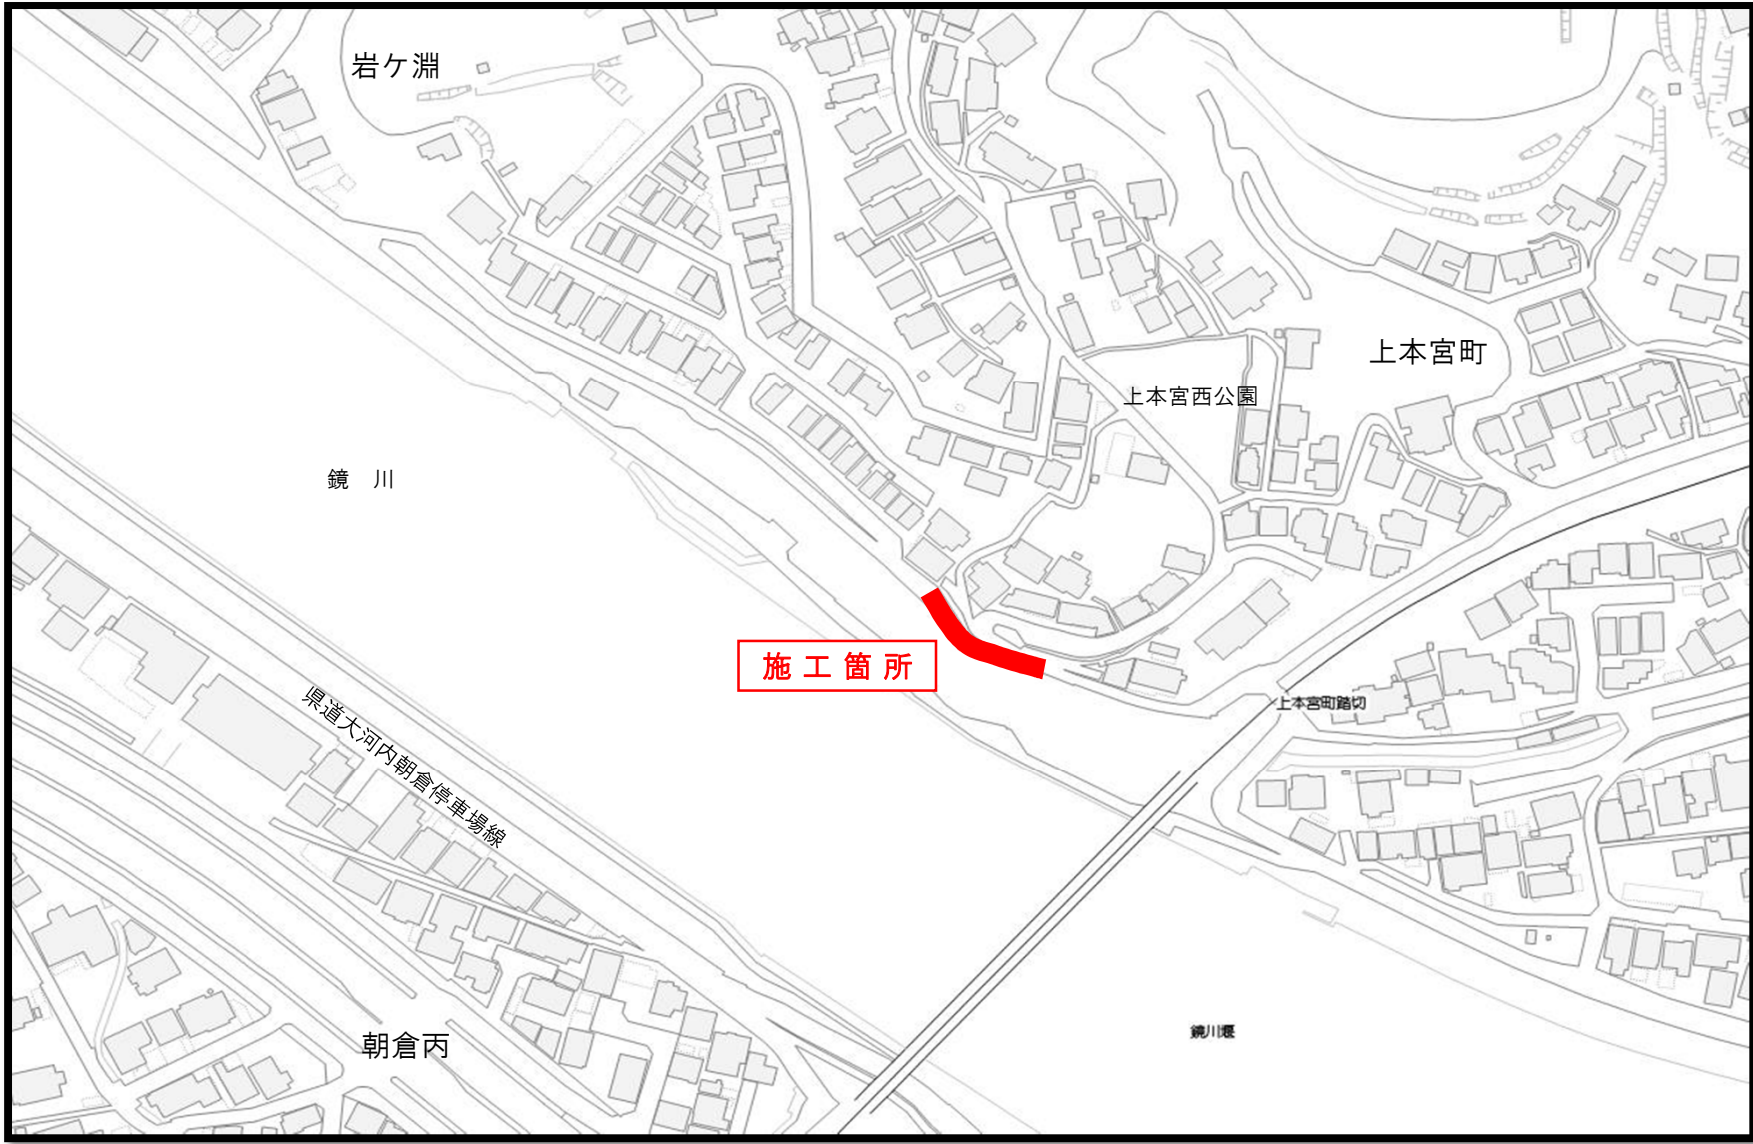 岩ケ淵
上本宮町
上本宮西公園
鏡 川
施工箇所
上本宮町踏切
県道大河内朝倉停車場線
鏡川堰
朝倉丙